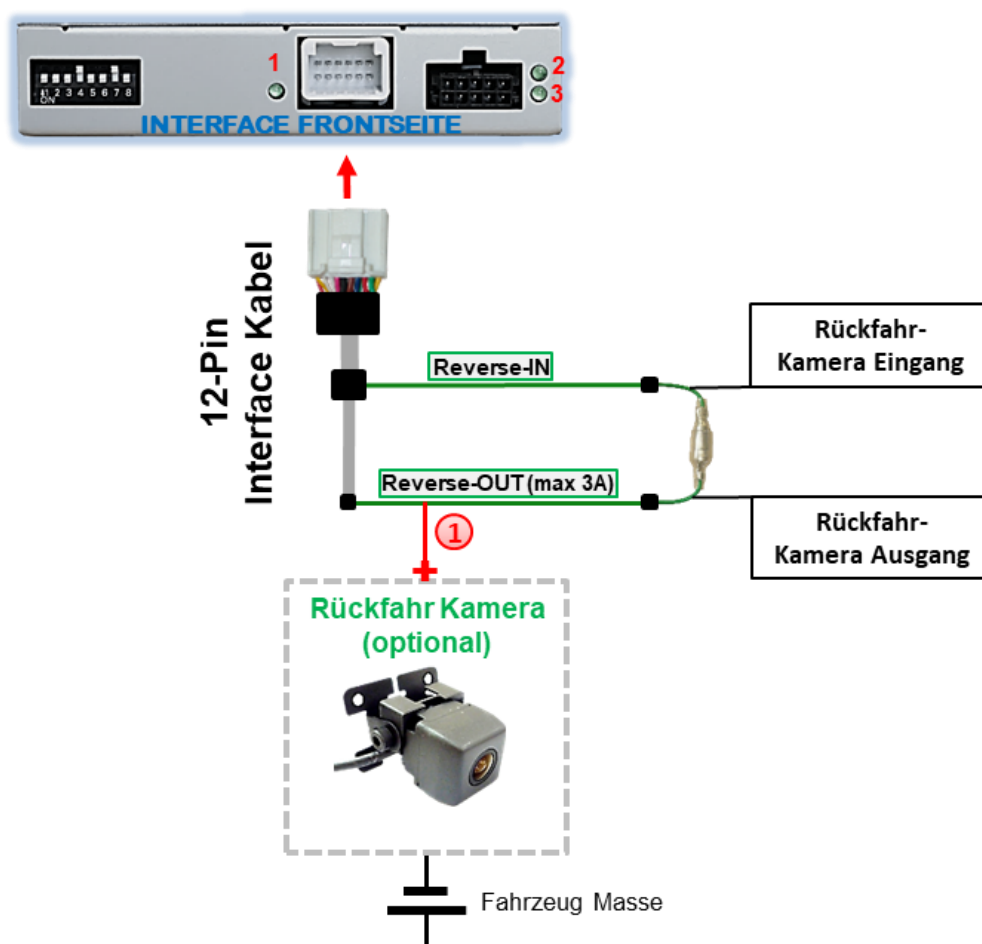 1
2
3
1 2 3 4 5 6 7 8
ON
INTERFACE FRONTSEITE
12-Pin
Interface Kabel
Reverse-IN
Rückfahr-
Kamera Eingang
Reverse-OUT (max 3A)
Rückfahr-
Kamera Ausgang
1
+
Rückfahr Kamera
(optional)
Fahrzeug Masse